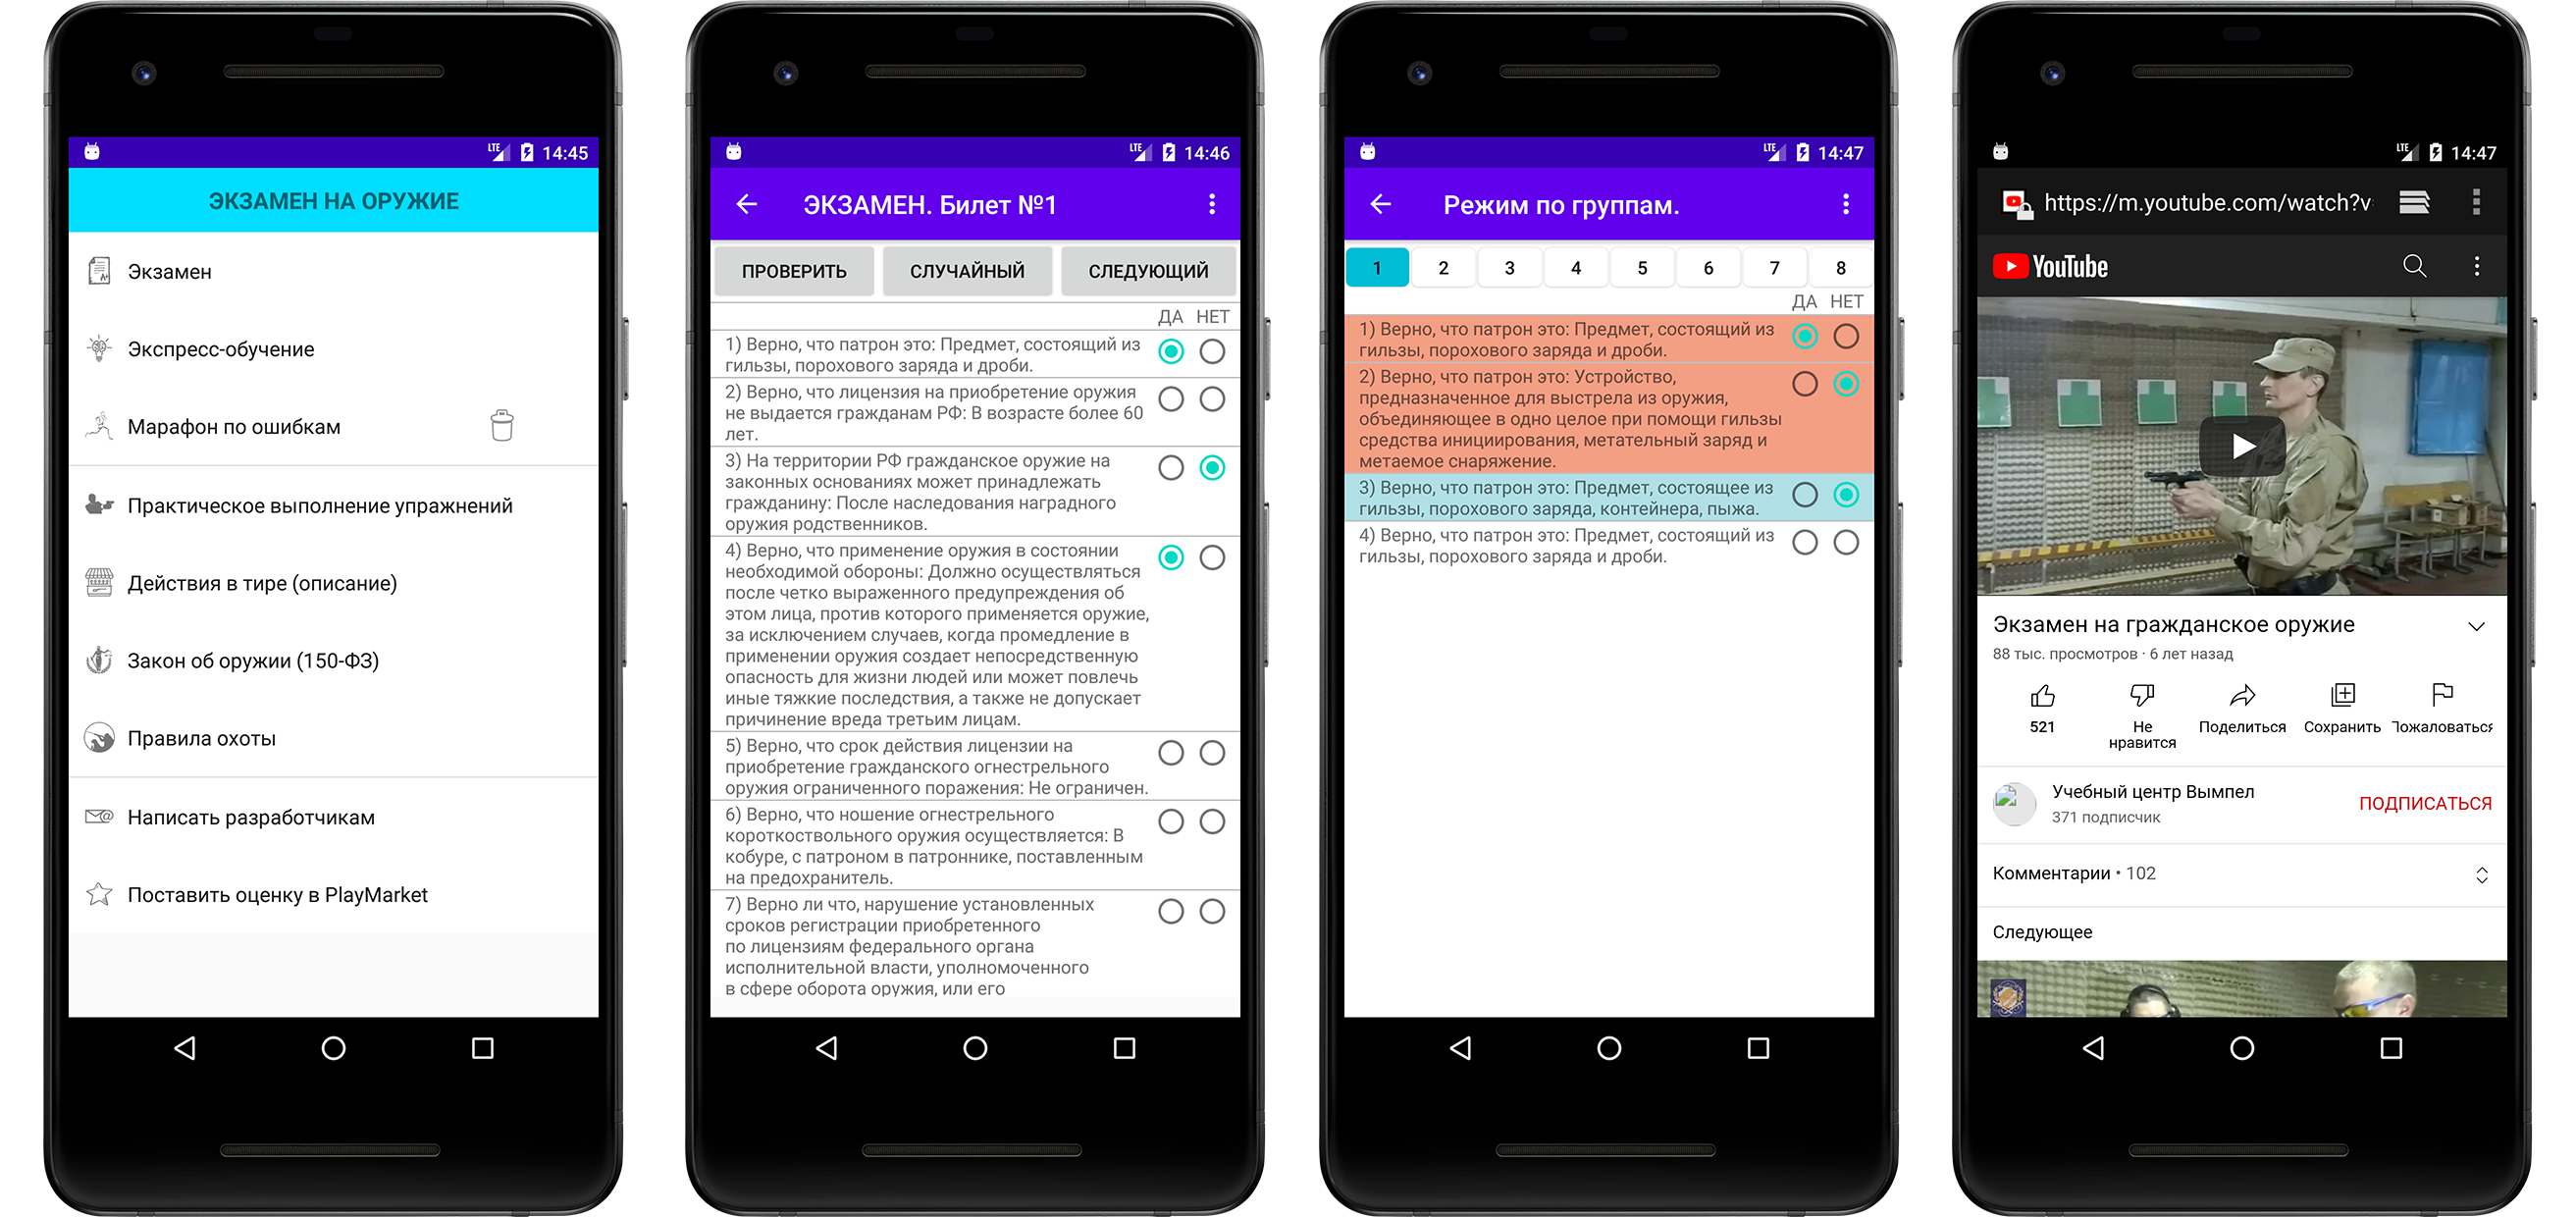 LTE 14:45
ЭКЗАМЕН НА ОРУЖИЕ
Экзамен
Экспресс-обучение
Марафон по ошибкам
Практическое выполнение упражнений
Действия в тире (описание)
Закон об оружии (150-ФЗ)
Правила охоты
Написать разработчикам
Поставить оценку в PlayMarket
LTE 14:46
ЭКЗАМЕН. Билет №1
ПРОВЕРИТЬ СЛУЧАЙНЫЙ СЛЕДУЮЩИЙ
ДА НЕТ
1) Верно, что патрон это: Предмет, состоящий из
гильзы, порохового заряда и дроби.
2) Верно, что лицензия на приобретение оружия
не выдается гражданам РФ: В возрасте более 60
лет.
3) На территории РФ гражданское оружие на
законных основаниях может принадлежать
гражданину: После наследования наградного
оружия родственников.
4) Верно, что применение оружия в состоянии
необходимой обороны: Должно осуществляться
после четко выраженного предупреждения об
этом лица, против которого применяется оружие,
за исключением случаев, когда промедление в
применении оружия создает непосредственную
опасность для жизни людей или может повлечь
иные тяжкие последствия, а также не допускает
причинение вреда третьим лицам.
5) Верно, что срок действия лицензии на
приобретение гражданского огнестрельного
оружия ограниченного поражения: Не ограничен.
6) Верно, что ношение огнестрельного
короткоствольного оружия осуществляется: В
кобуре, с патроном в патроннике, поставленным
на предохранитель.
7) Верно ли что, нарушение установленных
сроков регистрации приобретенного
по лицензиям федерального органа
исполнительной власти, уполномоченного
в сфере оборота оружия, или его
LTE 14:47
Режим по группам.
1 2 3 4 5 6 7 8
ДА НЕТ
1) Верно, что патрон это: Предмет, состоящий из
гильзы, порохового заряда и дроби.
2) Верно, что патрон это: Устройство,
предназначенное для выстрела из оружия,
объединяющее в одно целое при помощи гильзы
средства инициирования, метательный заряд и
метаемое снаряжение.
3) Верно, что патрон это: Предмет, состоящее из
гильзы, порохового заряда, контейнера, пыжа.
4) Верно, что патрон это: Предмет, состоящий из
гильзы, порохового заряда и дроби.
LTE 14:47
https://m.youtube.com/watch?v
YouTube
Экзамен на гражданское оружие
88 тыс. просмотров · 6 лет назад
521 Не нравится Поделиться Сохранить Пожаловаться
Учебный центр Вымпел
371 подписчик
ПОДПИСАТЬСЯ
Комментарии • 102
Следующее